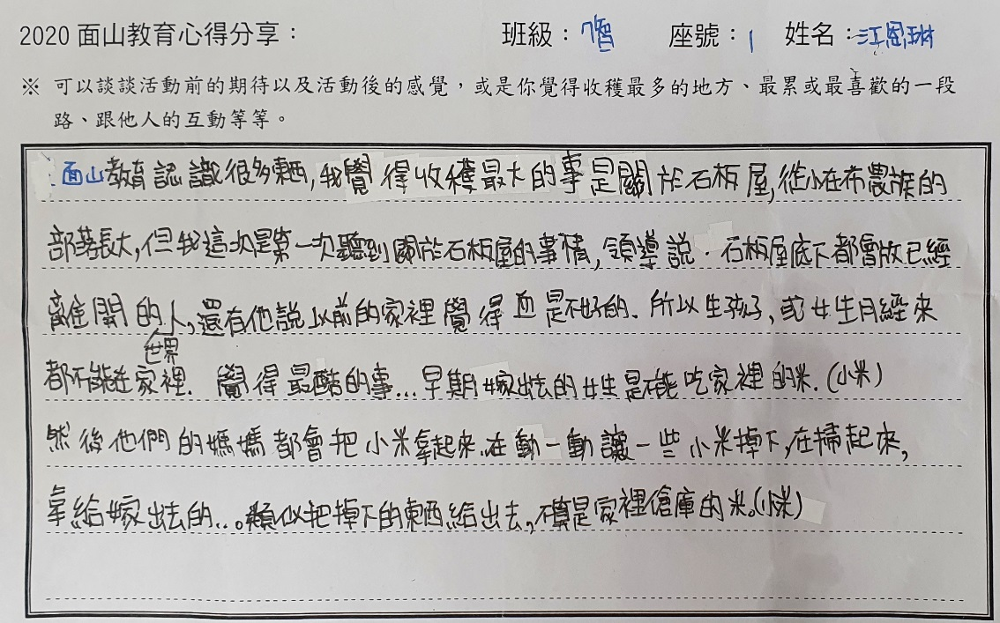 2020 面山教育心得分享： 班級：7智 座號：1 姓名：江恩琳
※ 可以談談活動前的期待以及活動後的感覺，或是你覺得收穫最多的地方、最累或最喜歡的一段
路、跟他人的互動等等。
面山教育認識很多東西,我覺得收穫最大的事是關於石板屋,從小在布農族的
部落長大,但我這次是第一次聽到關於石板屋的事情,領導說.石板屋底下都會放已經
離開的人,還有他說以前的家裡覺得血是不好的.所以生孩子,或女生月經來
世界
都不能在家裡.覺得最酷的事...早期嫁出去的女生是不能吃家裡的米.(小米)
然後他們的媽媽都會把小米拿起來.在動一動讓一些小米掉下,在掃起來,
拿給嫁出去的...。類似把掉下的東西給出去,不算是家裡倉庫的米。(小米)